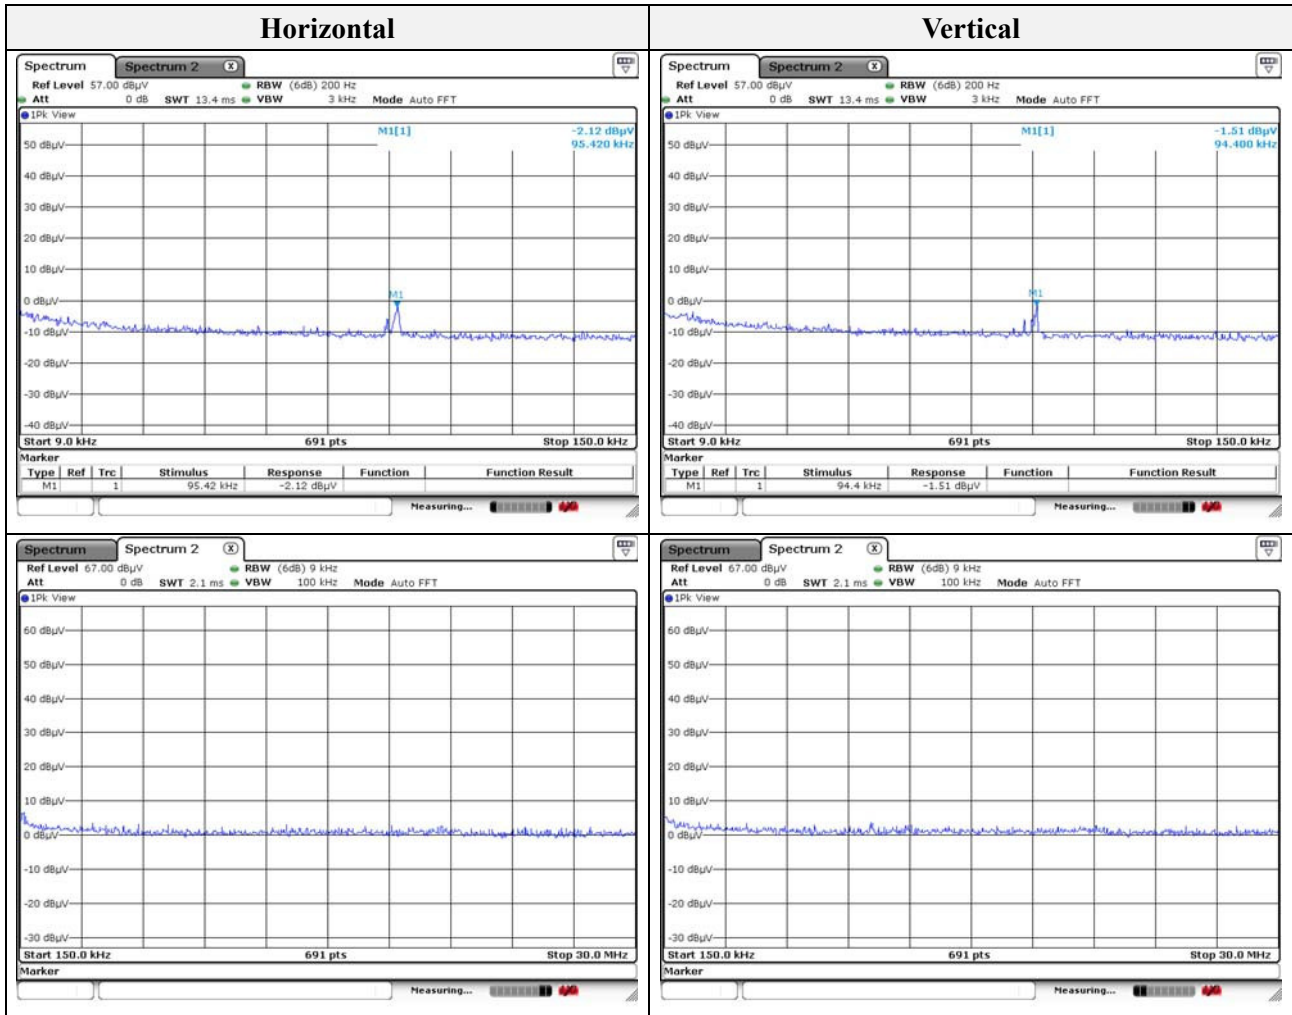 Horizontal
Vertical
Spectrum Spectrum 2 X
Ref Level 57.00 dBµV RBW (6dB) 200 Hz
Att 0 dB SWT 13.4 ms VBW 3 kHz Mode Auto FFT
1Pk View
M1[1] -2.12 dBµV
95.420 kHz
50 dBµV
40 dBµV
30 dBµV
20 dBµV
10 dBµV
0 dBµV
M1
-10 dBµV
-20 dBµV
-30 dBµV
-40 dBµV
Start 9.0 kHz 691 pts Stop 150.0 kHz
Marker
Type Ref Trc Stimulus Response Function Function Result
M1 1 95.42 kHz -2.12 dBµV
Measuring...
Spectrum Spectrum 2 X
Ref Level 57.00 dBµV RBW (6dB) 200 Hz
Att 0 dB SWT 13.4 ms VBW 3 kHz Mode Auto FFT
1Pk View
M1[1] -1.51 dBµV
94.400 kHz
50 dBµV
40 dBµV
30 dBµV
20 dBµV
10 dBµV
0 dBµV
M1
-10 dBµV
-20 dBµV
-30 dBµV
-40 dBµV
Start 9.0 kHz 691 pts Stop 150.0 kHz
Marker
Type Ref Trc Stimulus Response Function Function Result
M1 1 94.4 kHz -1.51 dBµV
Measuring...
Spectrum Spectrum 2 X
Ref Level 67.00 dBµV RBW (6dB) 9 kHz
Att 0 dB SWT 2.1 ms VBW 100 kHz Mode Auto FFT
1Pk View
60 dBµV
50 dBµV
40 dBµV
30 dBµV
20 dBµV
10 dBµV
0 dBµV
-10 dBµV
-20 dBµV
-30 dBµV
Start 150.0 kHz 691 pts Stop 30.0 MHz
Marker
Measuring...
Spectrum Spectrum 2 X
Ref Level 67.00 dBµV RBW (6dB) 9 kHz
Att 0 dB SWT 2.1 ms VBW 100 kHz Mode Auto FFT
1Pk View
60 dBµV
50 dBµV
40 dBµV
30 dBµV
20 dBµV
10 dBµV
0 dBµV
-10 dBµV
-20 dBµV
-30 dBµV
Start 150.0 kHz 691 pts Stop 30.0 MHz
Marker
Measuring...